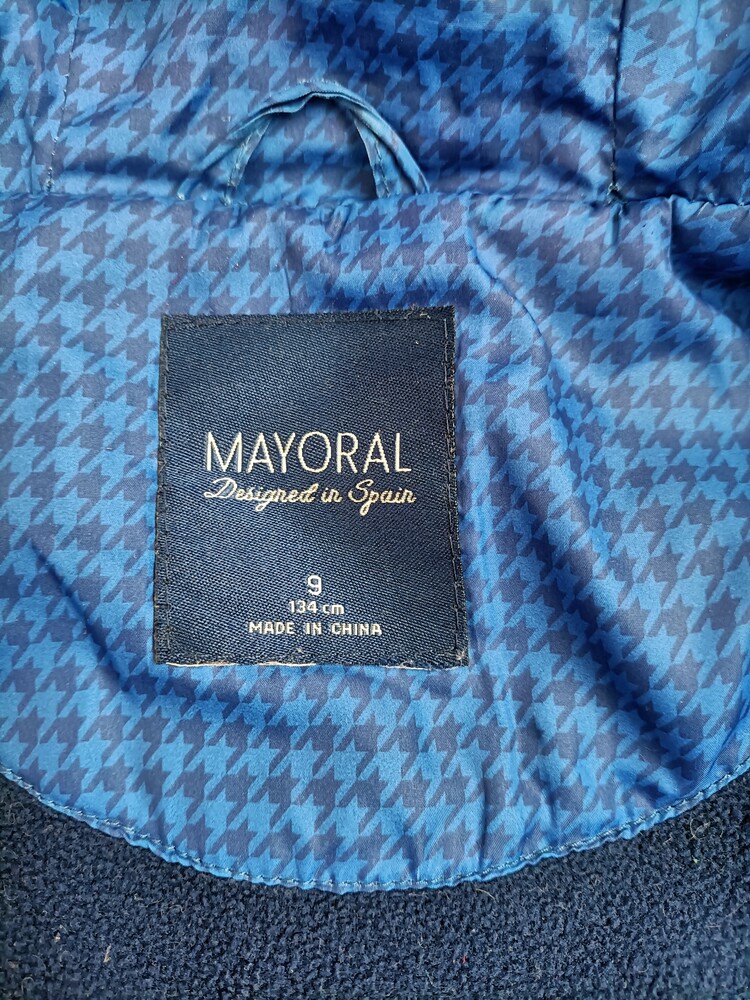 MAYORAL
Designed in Spain
9
134 cm
MADE IN CHINA